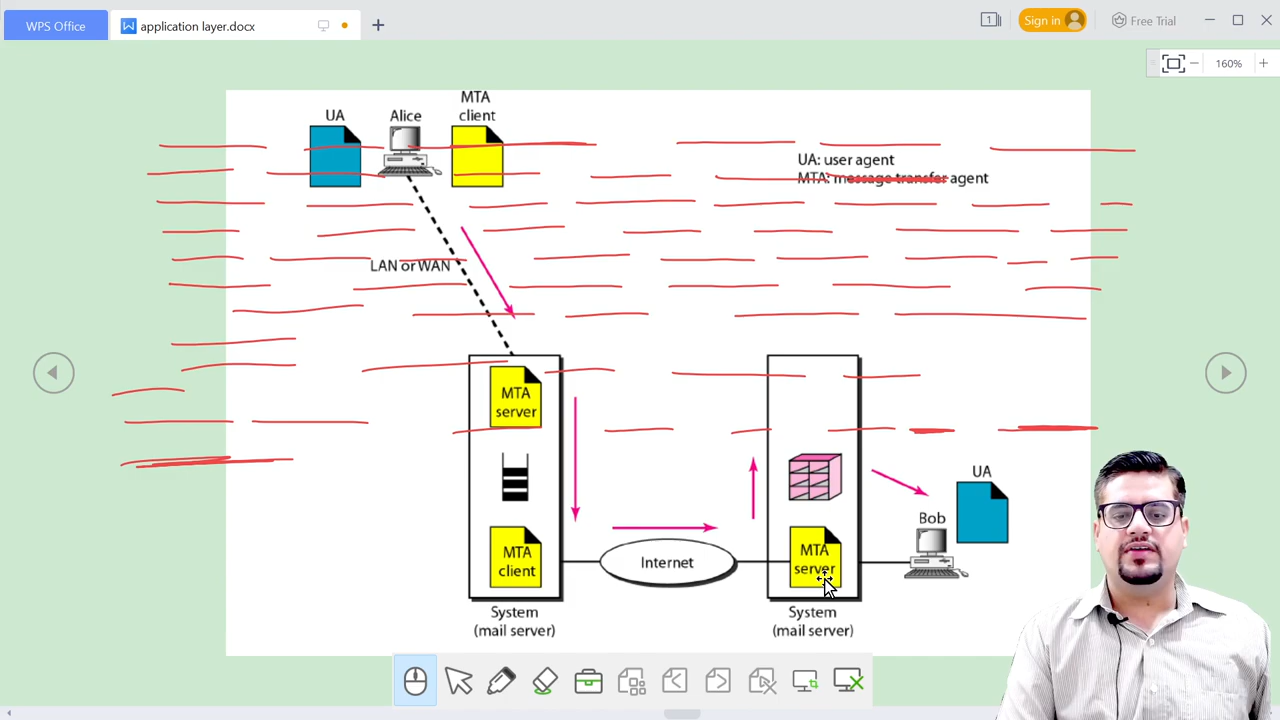 WPS Office
application layer.docx
1
Sign in
Free Trial
160%
UA
Alice
MTA
client
UA: user agent
MTA: message transfer agent
LAN or WAN
MTA
server
MTA
client
System
(mail server)
Internet
MTA
server
System
(mail server)
Bob
UA